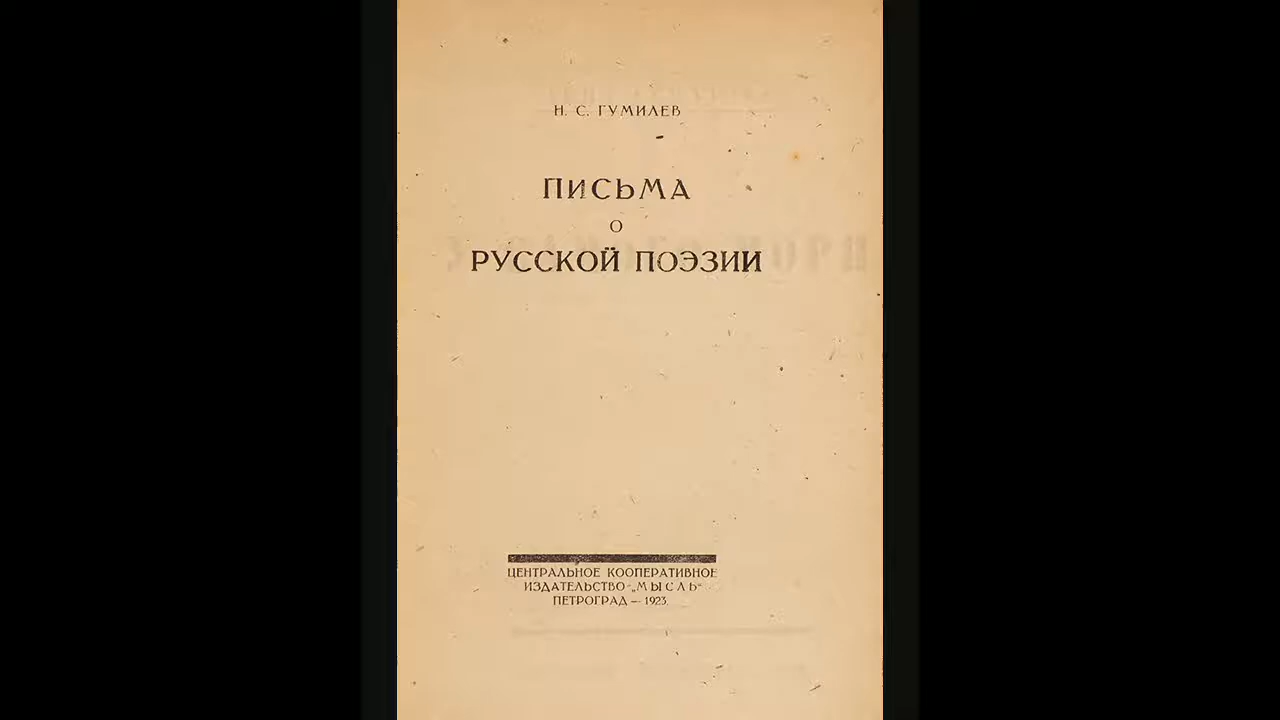 Н. С. ГУМИЛЕВ
ПИСЬМА
О
РУССКОЙ ПОЭЗИИ
ЦЕНТРАЛЬНОЕ КООПЕРАТИВНОЕ
ИЗДАТЕЛЬСТВО „МЫСЛЬ“
ПЕТРОГРАД — 1923